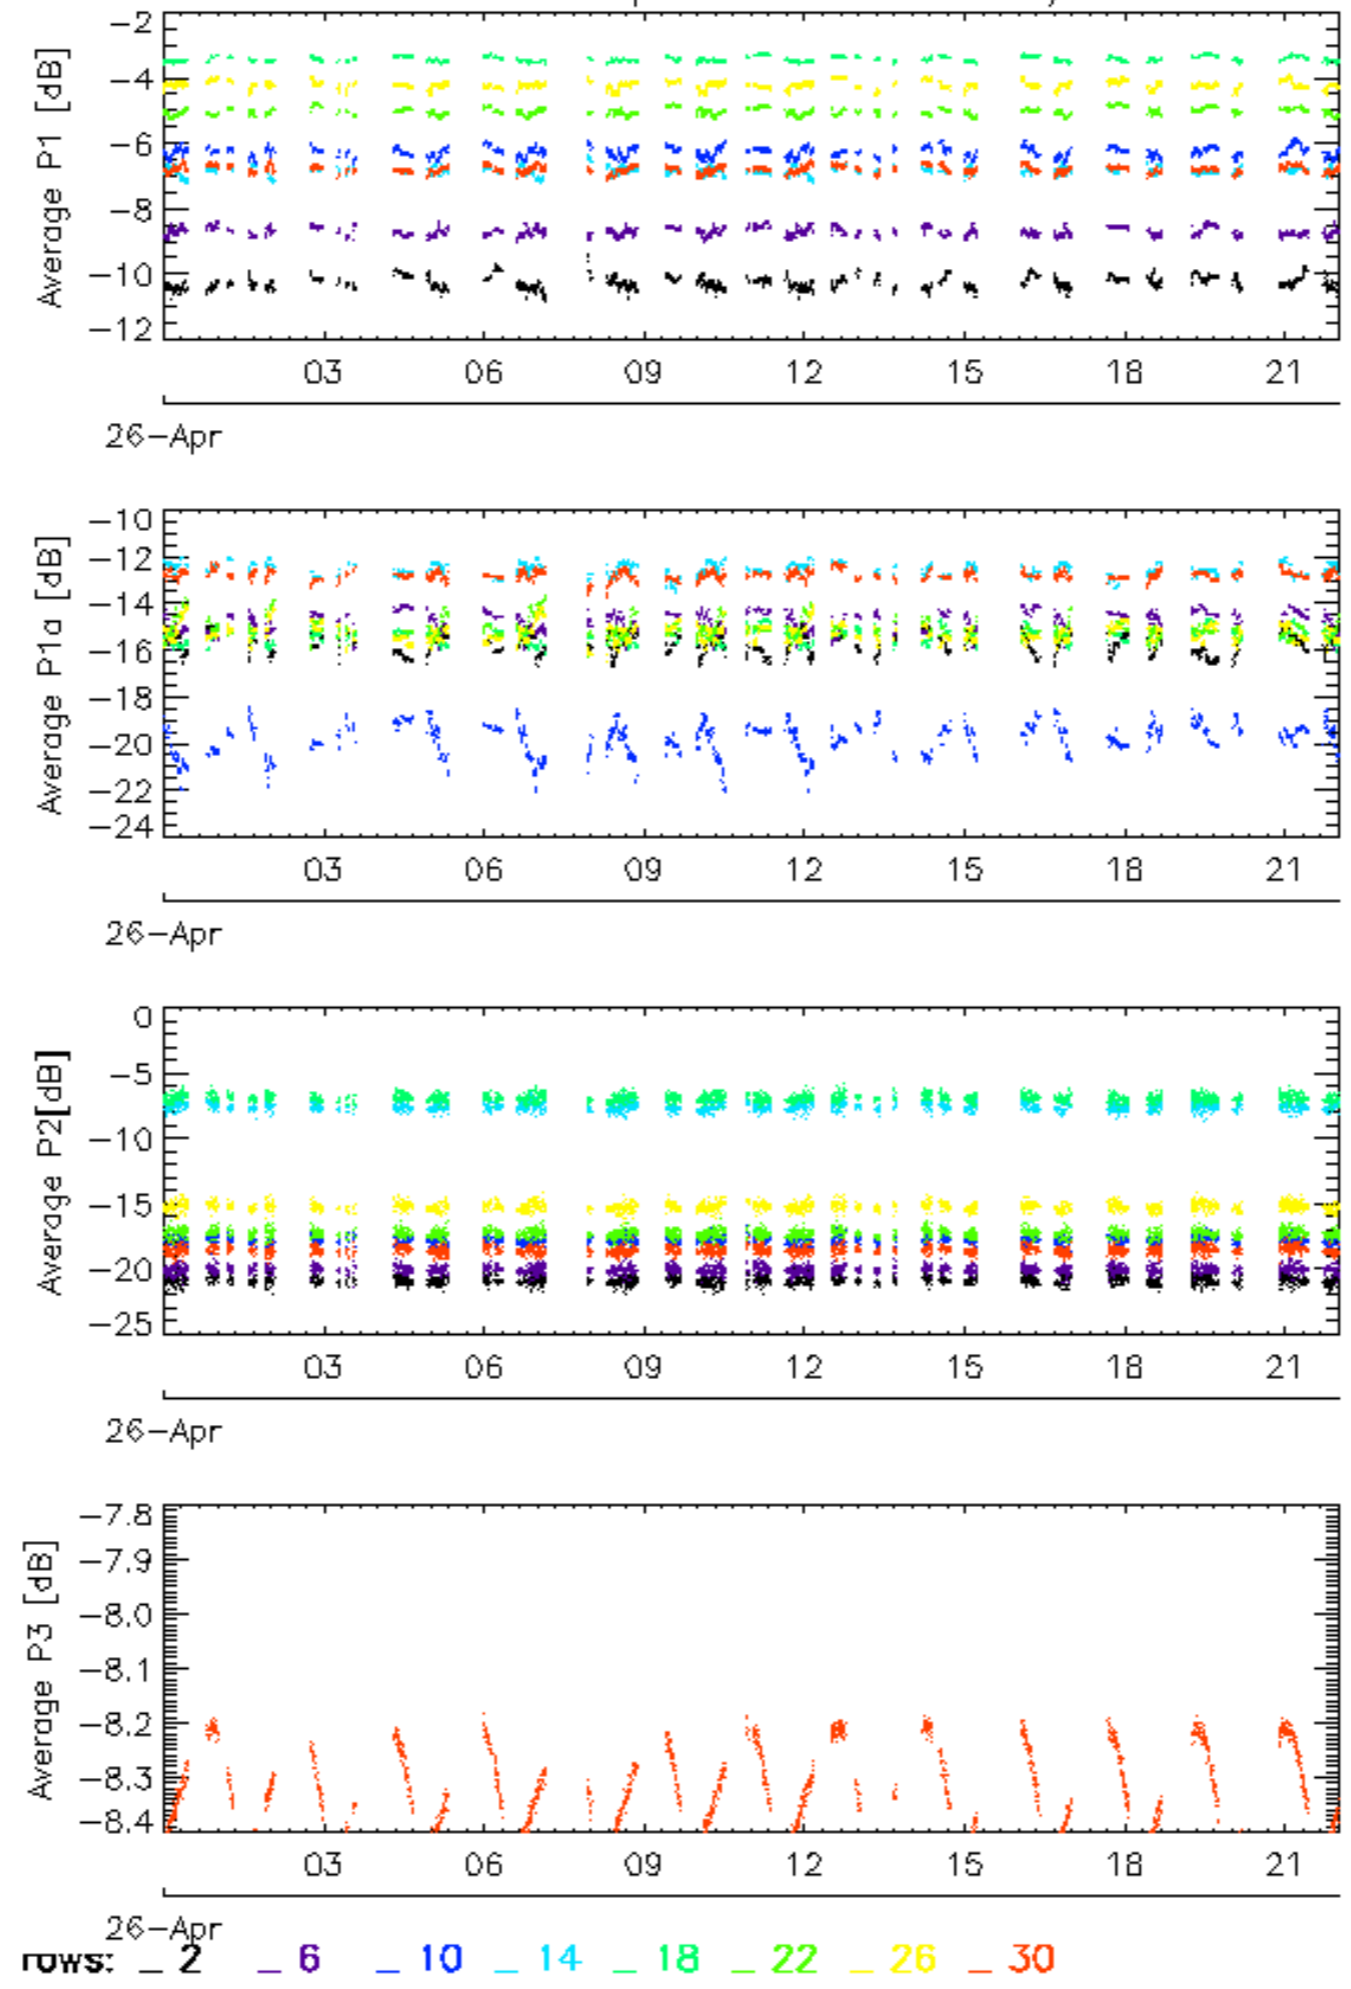 Average P1 [dB]
-2
-4
-6
-8
-10
-12
03 06 09 12 15 18 21
26-Apr
Average P1a [dB]
-10
-12
-14
-16
-18
-20
-22
-24
03 06 09 12 15 18 21
26-Apr
Average P2[dB]
0
-5
-10
-15
-20
-25
03 06 09 12 15 18 21
26-Apr
Average P3 [dB]
-7.8
-7.9
-8.0
-8.1
-8.2
-8.3
-8.4
03 06 09 12 15 18 21
26-Apr
rows: _ 2 _ 6 _ 10 _ 14 _ 18 _ 22 _ 26 _ 30